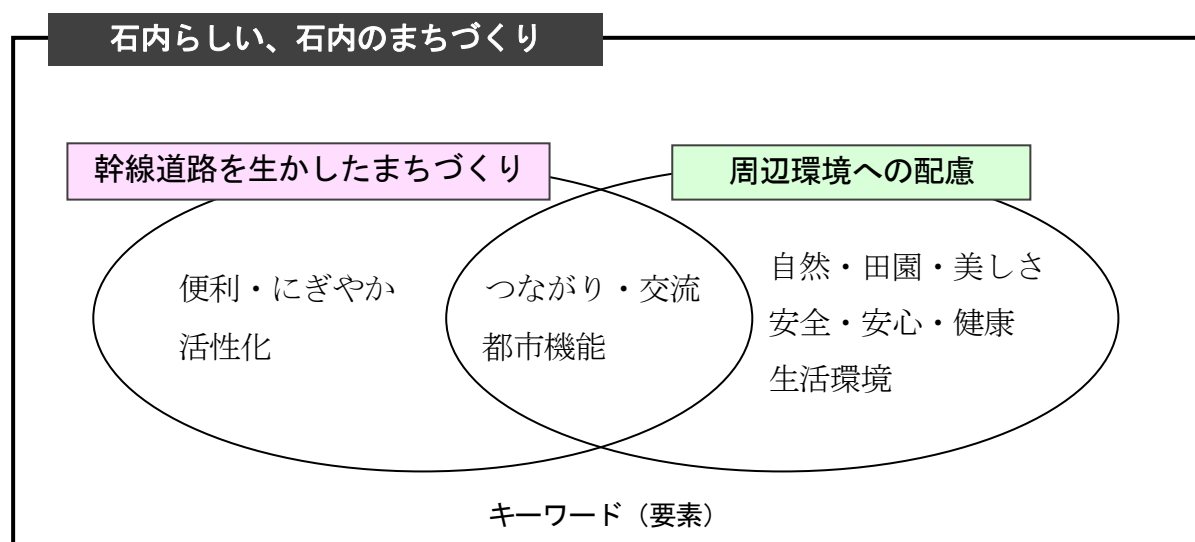 石内らしい、石内のまちづくり
幹線道路を生かしたまちづくり
周辺環境への配慮
便利・にぎやか
活性化
つながり・交流
都市機能
自然・田園・美しさ
安全・安心・健康
生活環境
キーワード（要素）